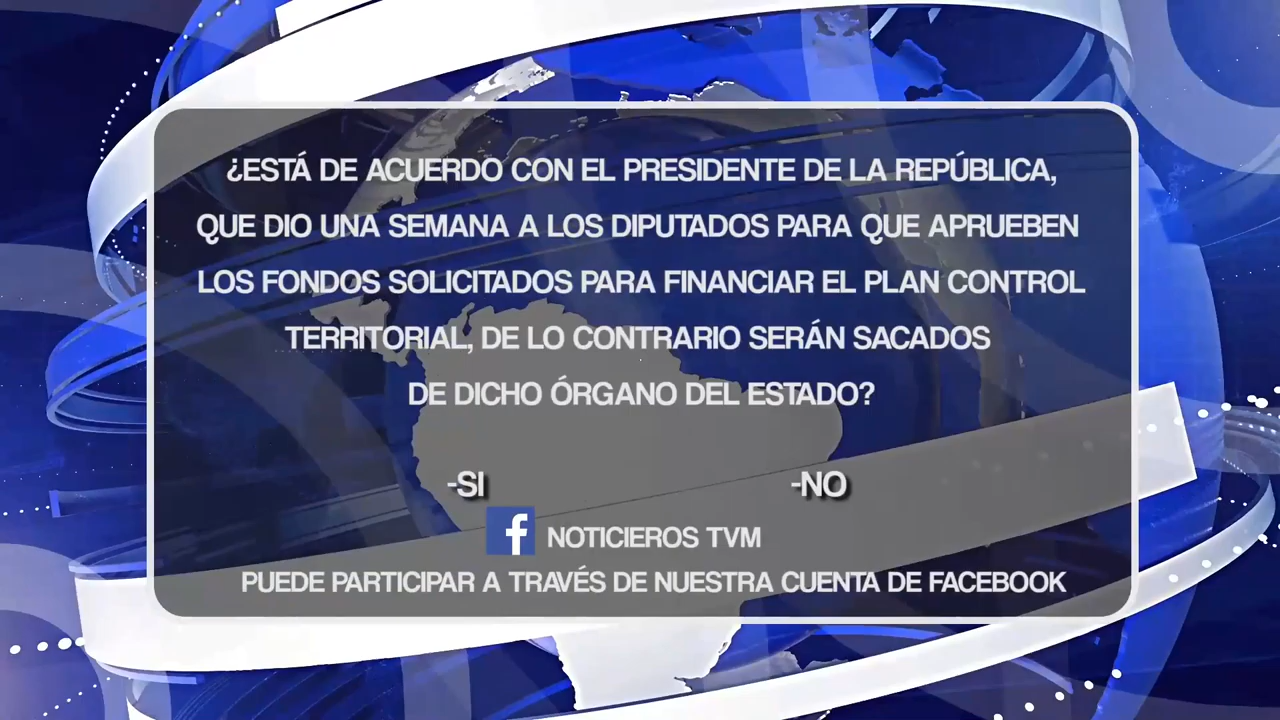 ¿ESTÁ DE ACUERDO CON EL PRESIDENTE DE LA REPÚBLICA,
QUE DIO UNA SEMANA A LOS DIPUTADOS PARA QUE APRUEBEN
LOS FONDOS SOLICITADOS PARA FINANCIAR EL PLAN CONTROL
TERRITORIAL, DE LO CONTRARIO SERÁN SACADOS
DE DICHO ÓRGANO DEL ESTADO?
-SI -NO
f NOTICIEROS TVM
PUEDE PARTICIPAR A TRAVÉS DE NUESTRA CUENTA DE FACEBOOK